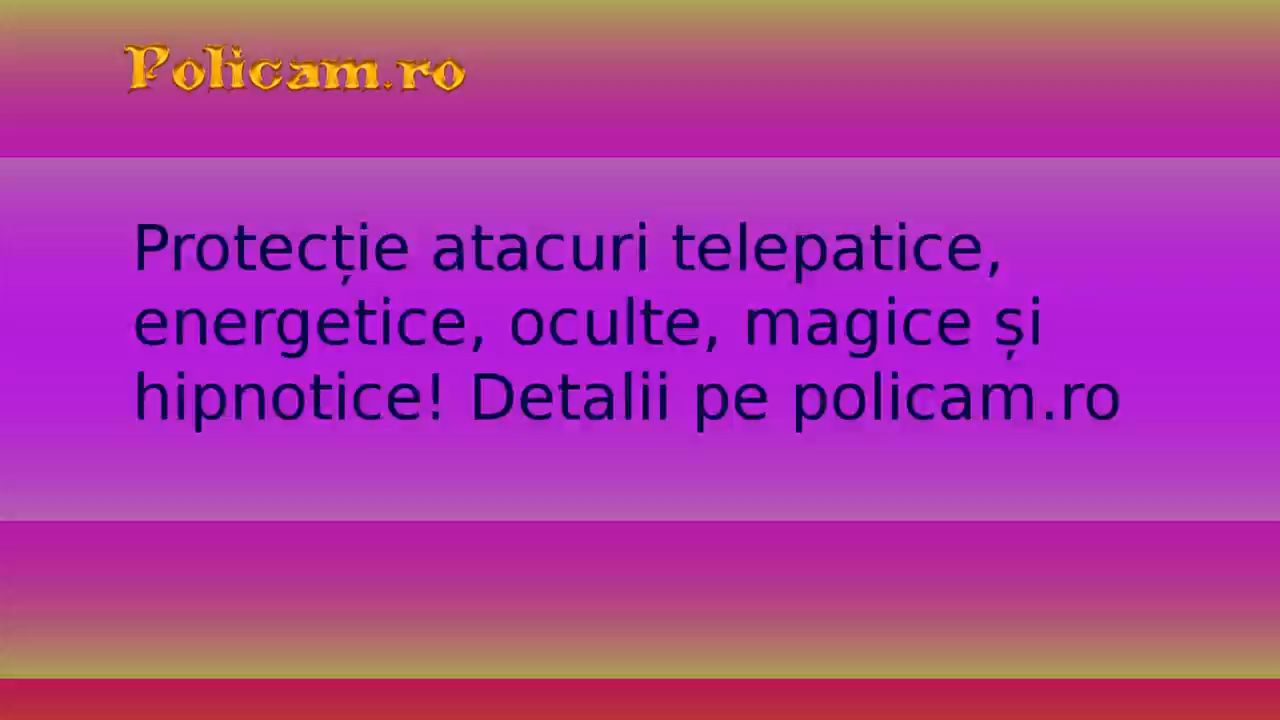 Policam.ro
Protecție atacuri telepatice,
energetice, oculte, magice și
hipnotice! Detalii pe policam.ro